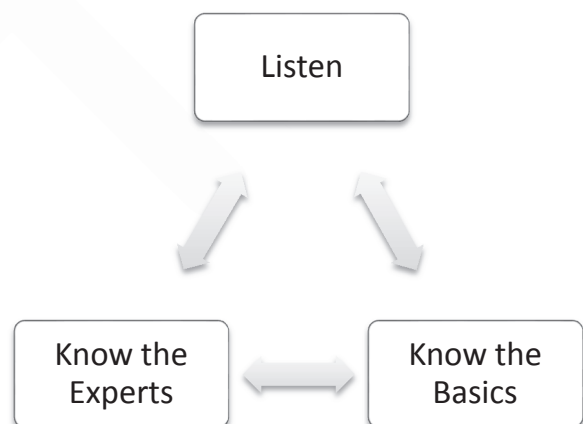 Listen
Know the
Experts
Know the
Basics